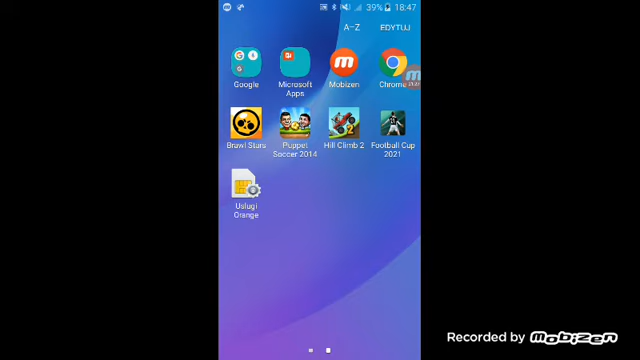 39% 18:47
A-Z EDYTUJ
Google Microsoft Apps Mobizen Chrome
Brawl Stars Puppet Soccer 2014 Hill Climb 2 Football Cup 2021
Usługi Orange
Recorded by Mobizen